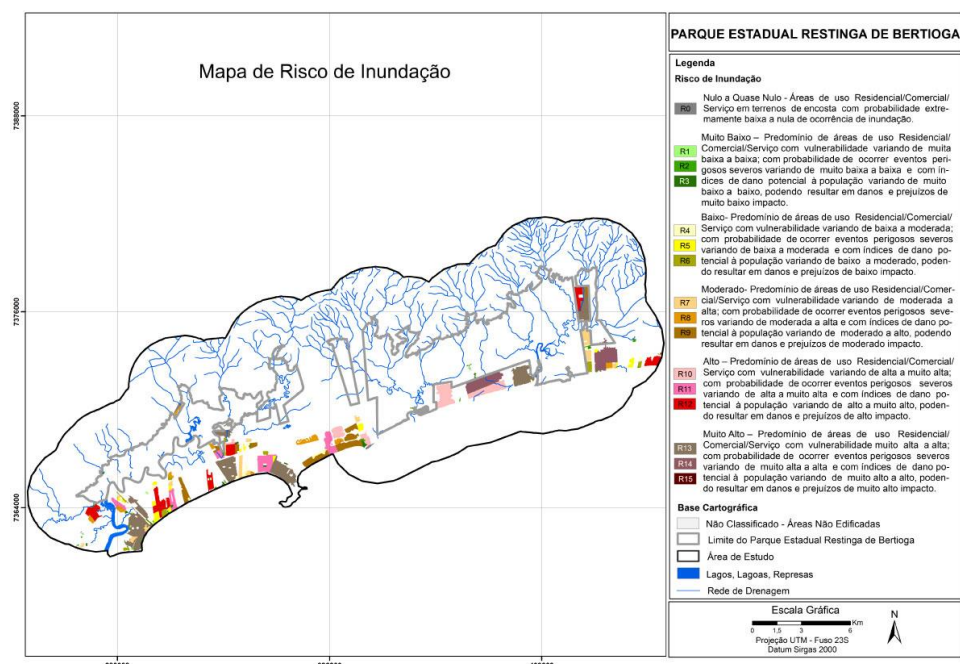 PARQUE ESTADUAL RESTINGA DE BERTIOGA
Mapa de Risco de Inundação
7388000
7376000
7364000
Legenda
Risco de Inundação
R0
Nulo a Quase Nulo - Áreas de uso Residencial/Comercial/
Serviço em terrenos de encosta com probabilidade extre-
mamente baixa a nula de ocorrência de inundação.
R1
R2
R3
Muito Baixo – Predomínio de áreas de uso Residencial/
Comercial/Serviço com vulnerabilidade variando de muita
baixa a baixa; com probabilidade de ocorrer eventos peri-
gosos severos variando de muito baixa a baixa e com ín-
dices de dano potencial à população variando de muito
baixo a baixo, podendo resultar em danos e prejuízos de
muito baixo impacto.
R4
R5
R6
Baixo- Predomínio de áreas de uso Residencial/Comercial/
Serviço com vulnerabilidade variando de baixa a moderada;
com probabilidade de ocorrer eventos perigosos severos
variando de baixa a moderada e com índices de dano po-
tencial à população variando de baixo a moderado, poden-
do resultar em danos e prejuízos de baixo impacto.
R7
R8
R9
Moderado- Predomínio de áreas de uso Residencial/Comer-
cial/Serviço com vulnerabilidade variando de moderada a
alta; com probabilidade de ocorrer eventos perigosos seve-
ros variando de moderada a alta e com índices de dano po-
tencial à população variando de moderado a alto, podendo
resultar em danos e prejuízos de moderado impacto.
R10
R11
R12
Alto – Predomínio de áreas de uso Residencial/Comercial/
Serviço com vulnerabilidade variando de alta a muito alta;
com probabilidade de ocorrer eventos perigosos severos
variando de alta a muito alta e com índices de dano po-
tencial à população variando de alto a muito alto, poden-
do resultar em danos e prejuízos de alto impacto.
R13
R14
R15
Muito Alto – Predomínio de áreas de uso Residencial/
Comercial/Serviço com vulnerabilidade muito alta a alta;
com probabilidade de ocorrer eventos perigosos severos
variando de muito alta a alta e com índices de dano po-
tencial à população variando de muito alto a alto, poden-
do resultar em danos e prejuízos de muito alto impacto.
Base Cartográfica
Não Classificado - Áreas Não Edificadas
Limite do Parque Estadual Restinga de Bertioga
Área de Estudo
Lagos, Lagoas, Represas
Rede de Drenagem
Escala Gráfica
Km
0 1,5 3 6
Projeção UTM - Fuso 23S
Datum Sirgas 2000
N